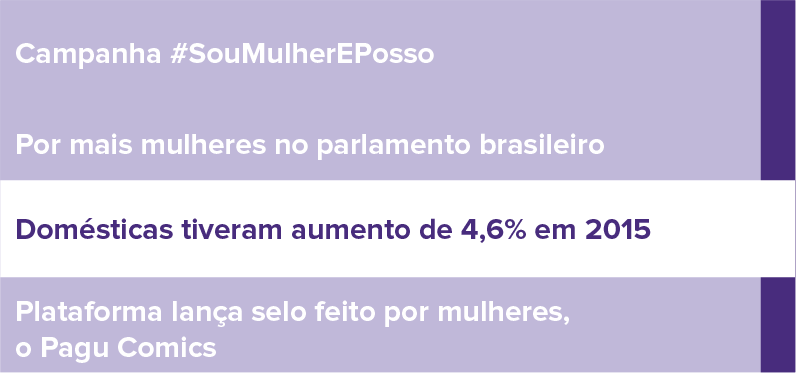 Campanha #SouMulherEPosso
Por mais mulheres no parlamento brasileiro
Domésticas tiveram aumento de 4,6% em 2015
Plataforma lança selo feito por mulheres,
o Pagu Comics